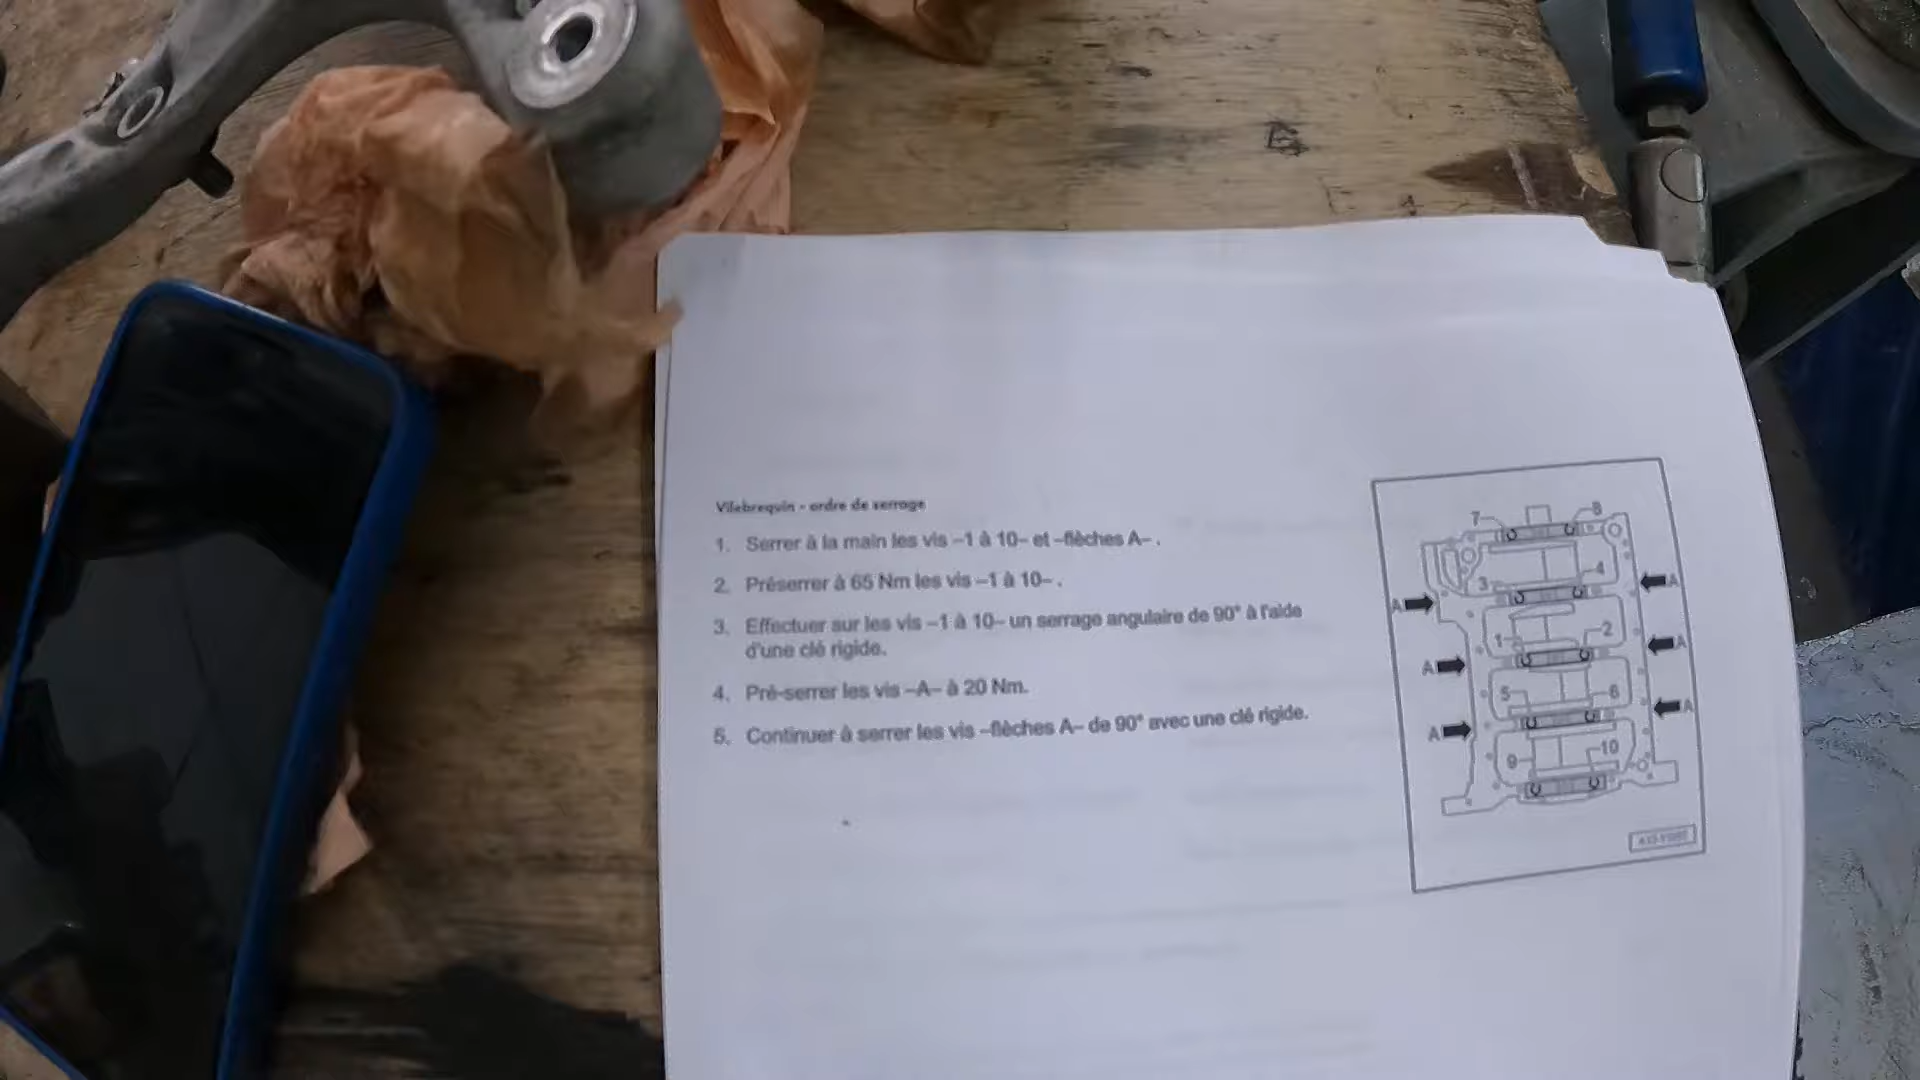 Vilebrequin - ordre de serrage
1. Serrer à la main les vis –1 à 10– et –flèches A– .
2. Préserrer à 65 Nm les vis –1 à 10– .
3. Effectuer sur les vis –1 à 10– un serrage angulaire de 90° à l'aide
d'une clé rigide.
4. Pré-serrer les vis –A– à 20 Nm.
5. Continuer à serrer les vis –flèches A– de 90° avec une clé rigide.
7 8
3 4
A A
1 2
A A
5 6
A A
9 10